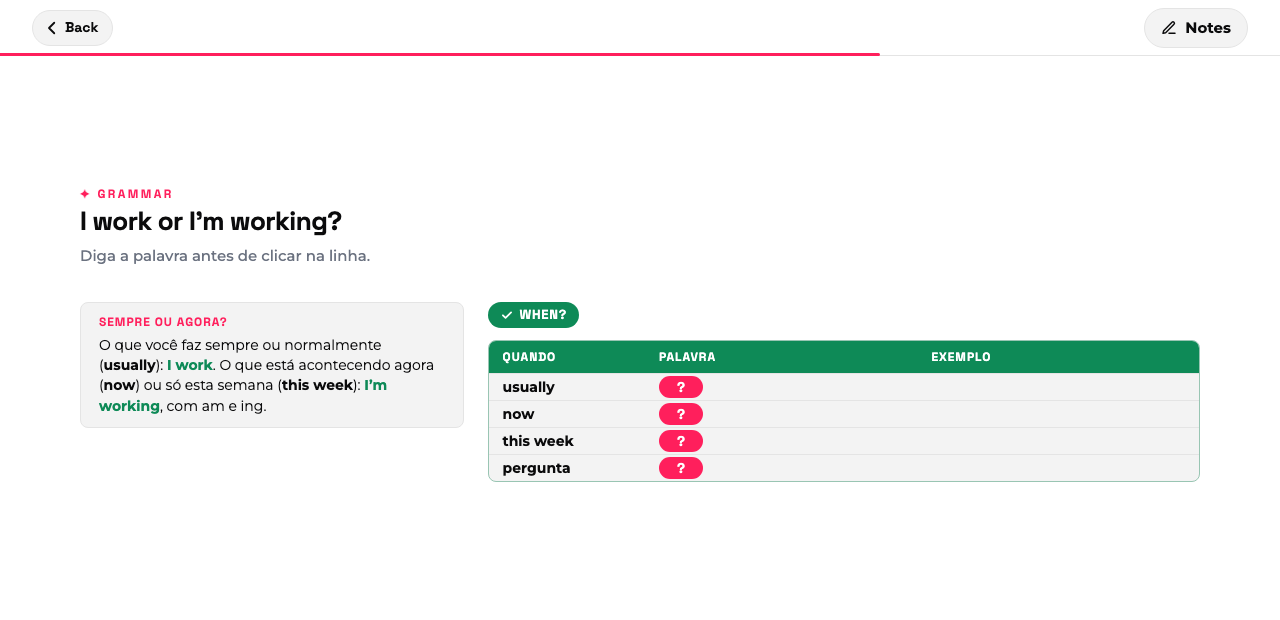 Back
Notes
GRAMMAR
I work or I'm working?
Diga a palavra antes de clicar na linha.
SEMPRE OU AGORA?
O que você faz sempre ou normalmente
(usually): I work. O que está acontecendo agora
(now) ou só esta semana (this week): I'm
working, com am e ing.
WHEN?
QUANDO PALAVRA EXEMPLO
usually ?
now ?
this week ?
pergunta ?